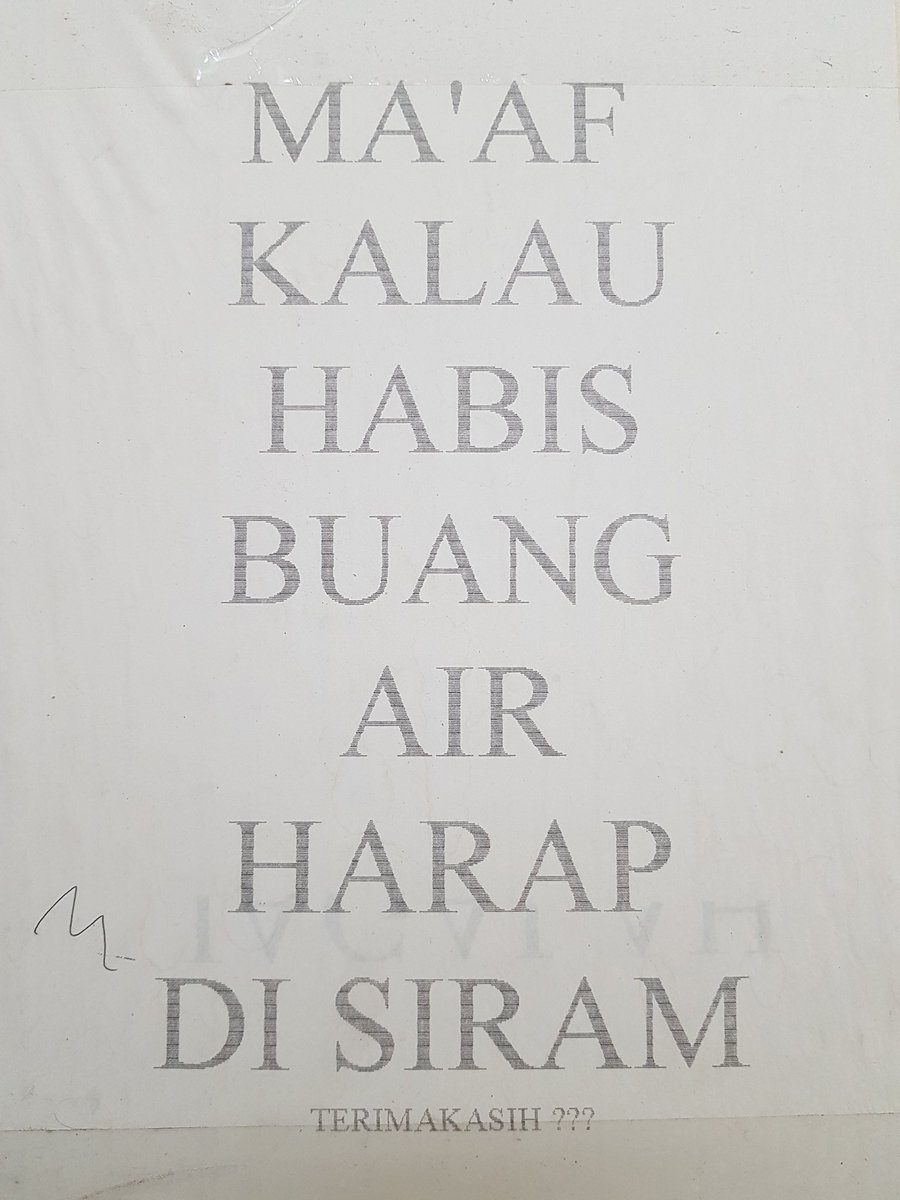 MA'AF
KALAU
HABIS
BUANG
AIR
HARAP
DI SIRAM
TERIMAKASIH ???